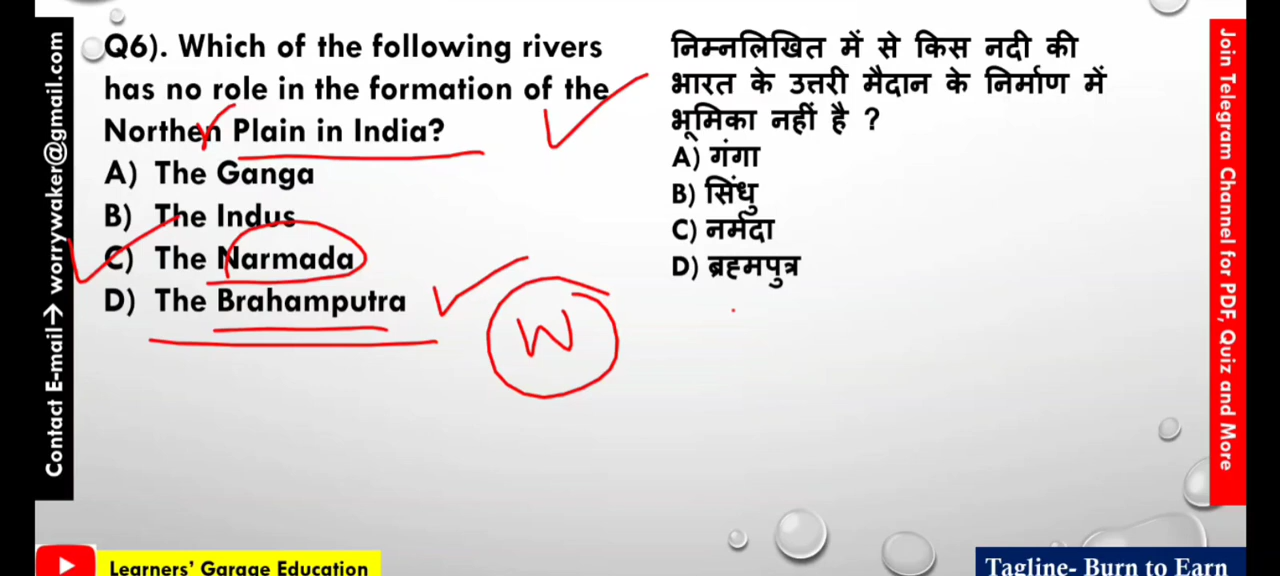 Q6). Which of the following rivers
has no role in the formation of the
Northen Plain in India?
A) The Ganga
B) The Indus
C) The Narmada
D) The Brahamputra
W
निम्नलिखित में से किस नदी की
भारत के उत्तरी मैदान के निर्माण में
भूमिका नहीं है ?
A) गंगा
B) सिंधु
C) नर्मदा
D) ब्रह्मपुत्र
Contact E-mail→ worrywaker@gmail.com
Join Telegram Channel for PDF, Quiz and More
Learners' Garage Education
Tagline- Burn to Earn